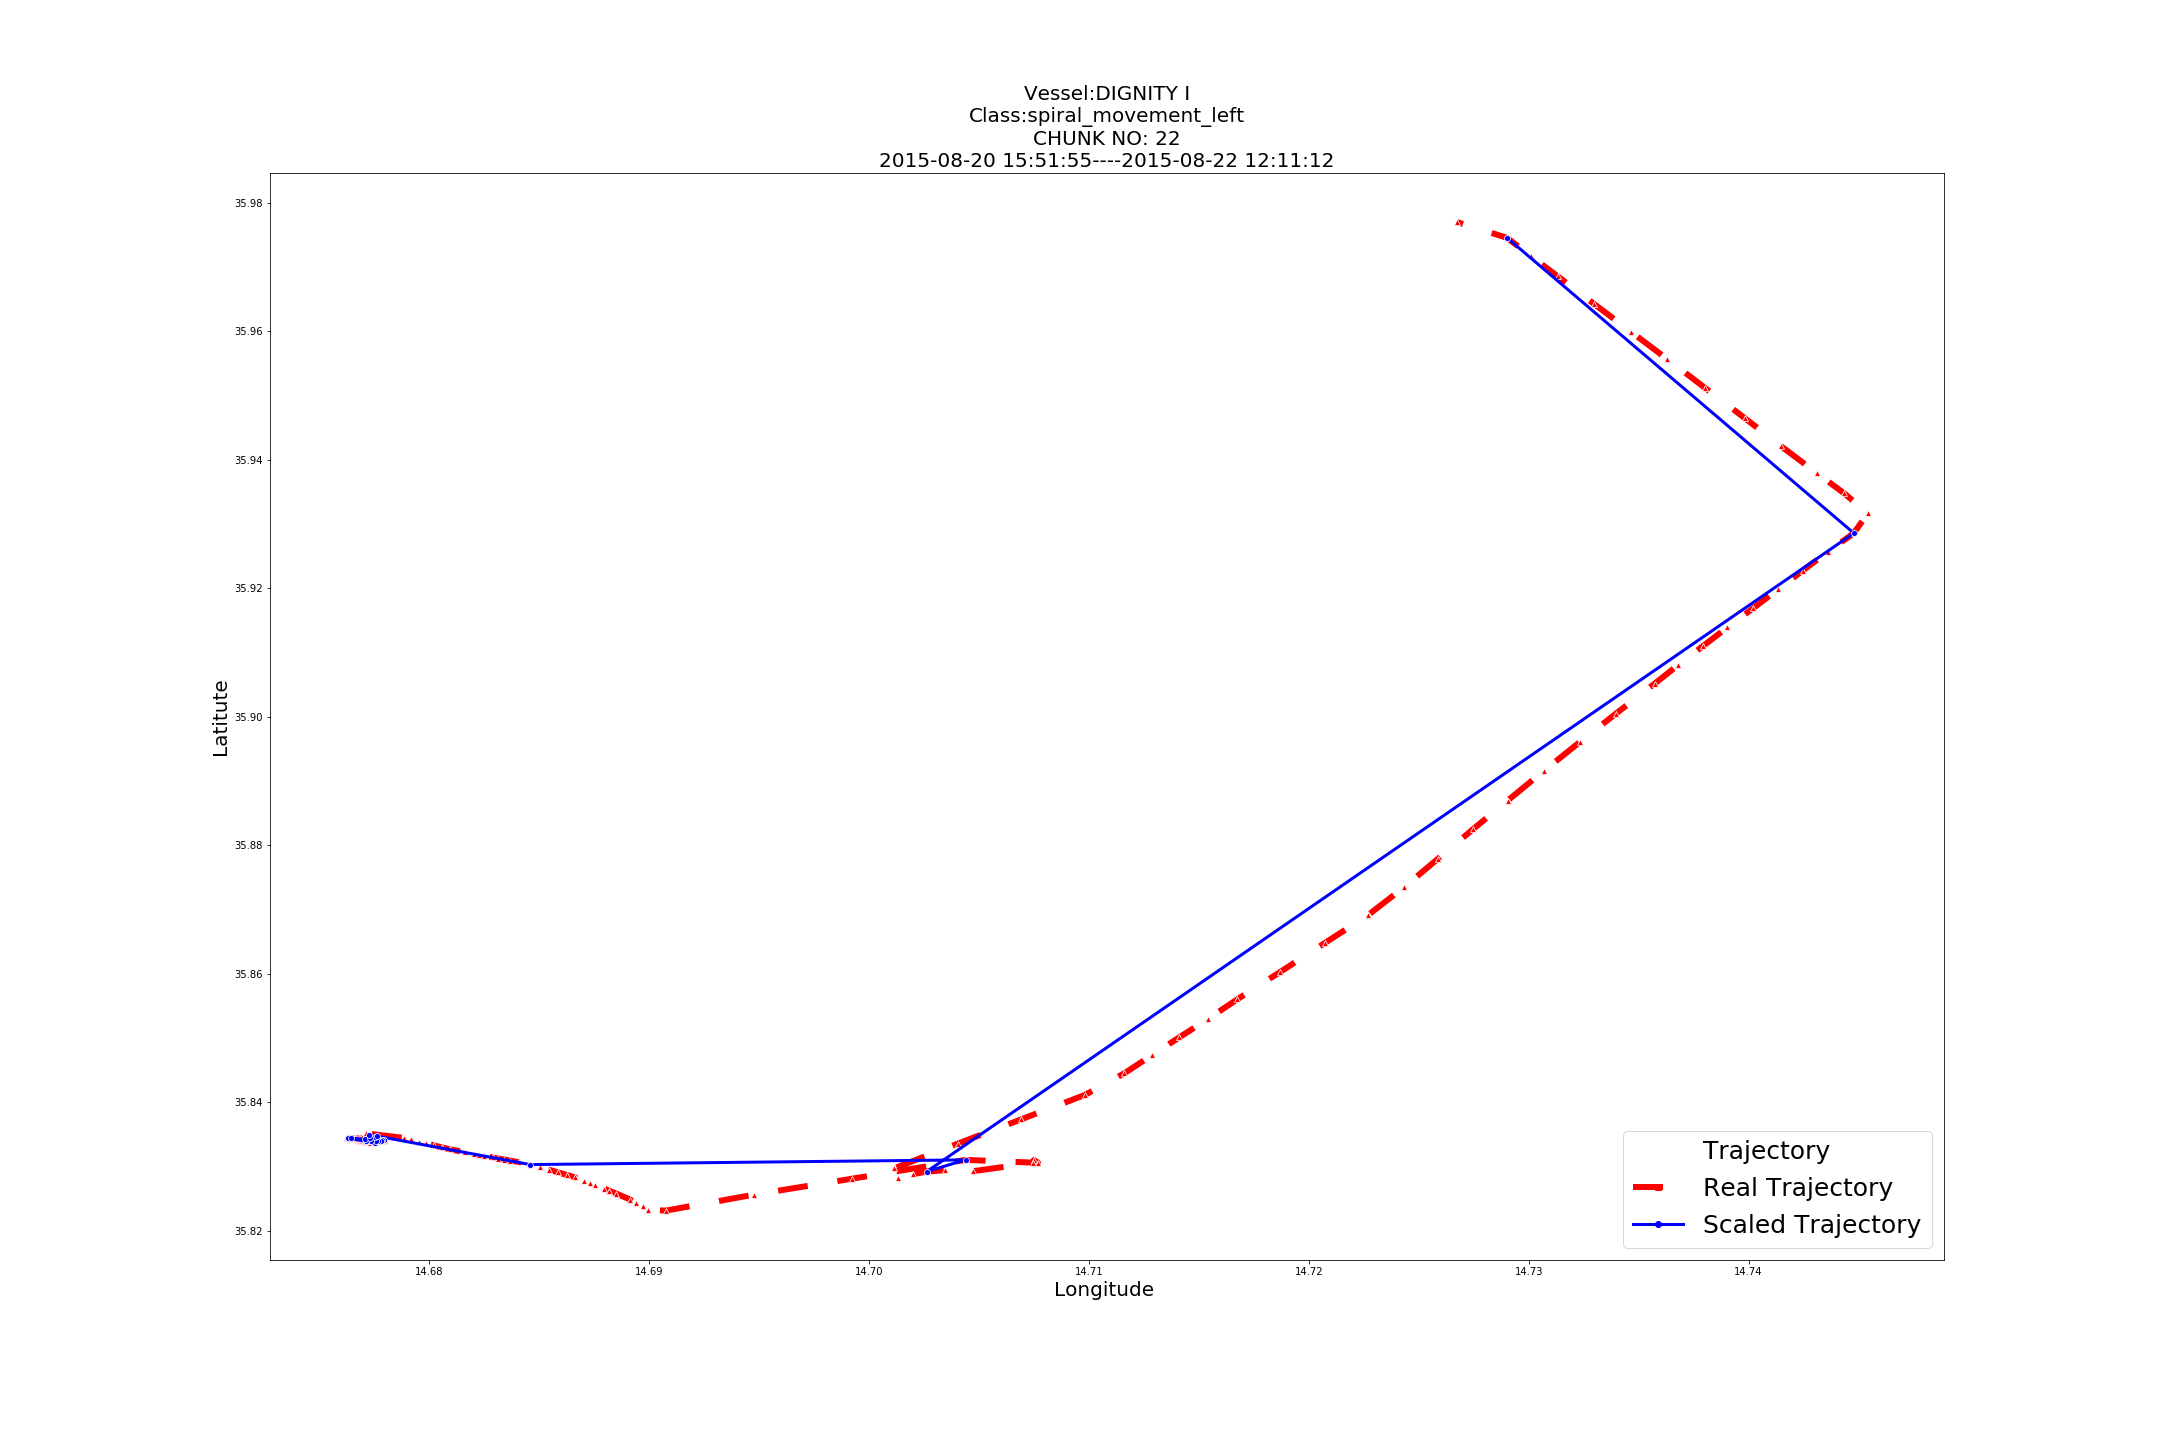 Vessel:DIGNITY I
Class:spiral_movement_left
CHUNK NO: 22
2015-08-20 15:51:55----2015-08-22 12:11:12
35.98
35.96
35.94
35.92
35.90
35.88
35.86
35.84
35.82
Latitute
14.68
14.69
14.70
14.71
14.72
14.73
14.74
Longitude
Trajectory
Real Trajectory
Scaled Trajectory